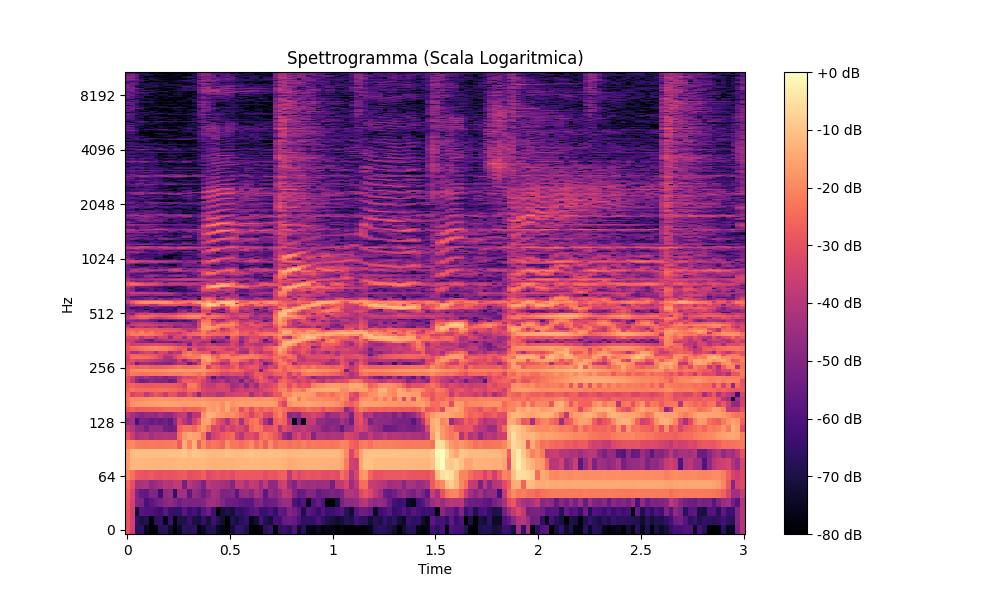 Spettrogramma (Scala Logaritmica)
8192
4096
2048
1024
512
256
128
64
0
Hz
0 0.5 1 1.5 2 2.5 3
Time
+0 dB
-10 dB
-20 dB
-30 dB
-40 dB
-50 dB
-60 dB
-70 dB
-80 dB